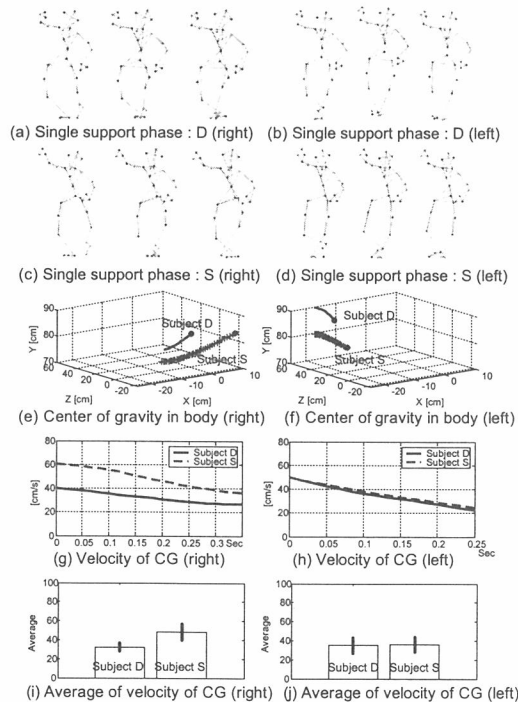 (a) Single support phase : D (right)
(b) Single support phase : D (left)
(c) Single support phase : S (right)
(d) Single support phase : S (left)
90
80
70
Y [cm]
60
40
20
0
-20
Z [cm]
-20
-10
0
10
X [cm]
Subject D
Subject S
(e) Center of gravity in body (right)
90
80
70
Y [cm]
60
40
20
0
-20
Z [cm]
-20
-10
0
10
X [cm]
Subject D
Subject S
(f) Center of gravity in body (left)
80
60
40
20
0
[cm/s]
Subject D
Subject S
0 0.05 0.1 0.15 0.2 0.25 0.3 Sec
(g) Velocity of CG (right)
80
60
40
20
0
[cm/s]
Subject D
Subject S
0 0.05 0.1 0.15 0.2 0.25
Sec
(h) Velocity of CG (left)
100
80
60
40
20
0
Average
Subject D Subject S
(i) Average of velocity of CG (right)
100
80
60
40
20
0
Average
Subject D Subject S
(j) Average of velocity of CG (left)